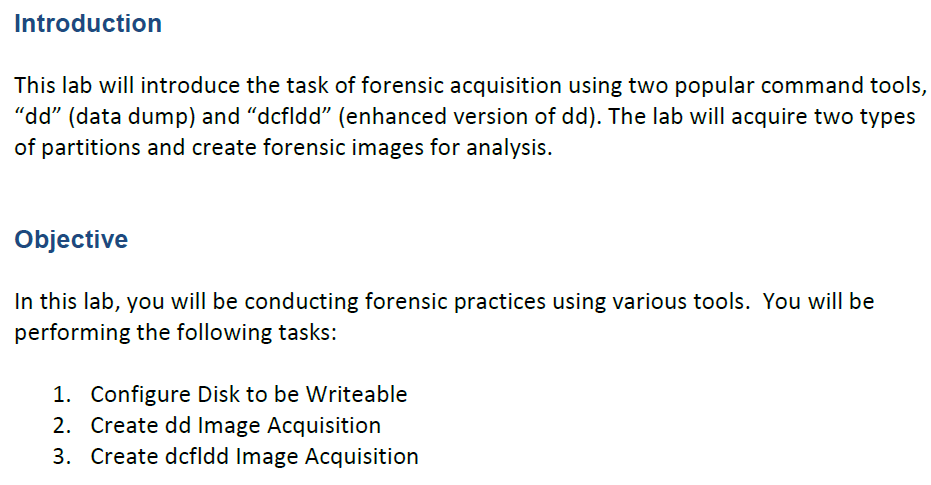 Introduction
This lab will introduce the task of forensic acquisition using two popular command tools,
“dd” (data dump) and “dcfldd” (enhanced version of dd). The lab will acquire two types
of partitions and create forensic images for analysis.
Objective
In this lab, you will be conducting forensic practices using various tools.  You will be
performing the following tasks:
1. Configure Disk to be Writeable
2. Create dd Image Acquisition
3. Create dcfldd Image Acquisition